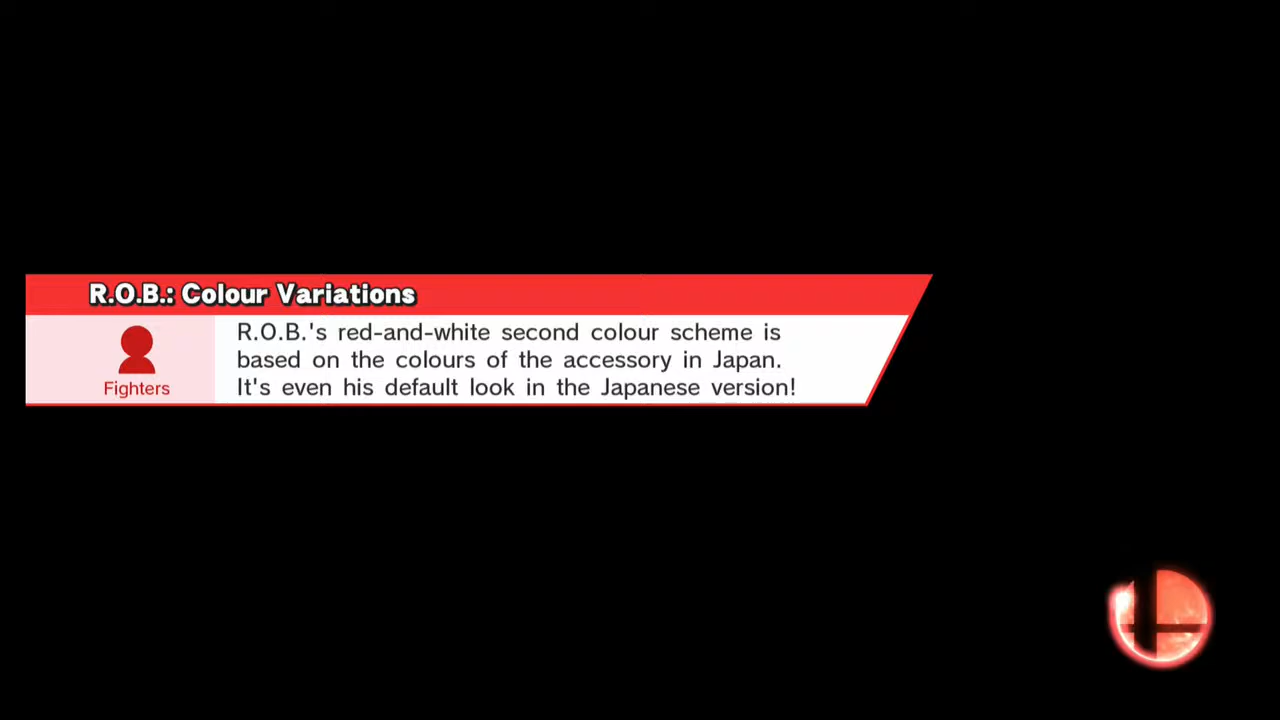 R.O.B.: Colour Variations
Fighters
R.O.B.'s red-and-white second colour scheme is
based on the colours of the accessory in Japan.
It's even his default look in the Japanese version!